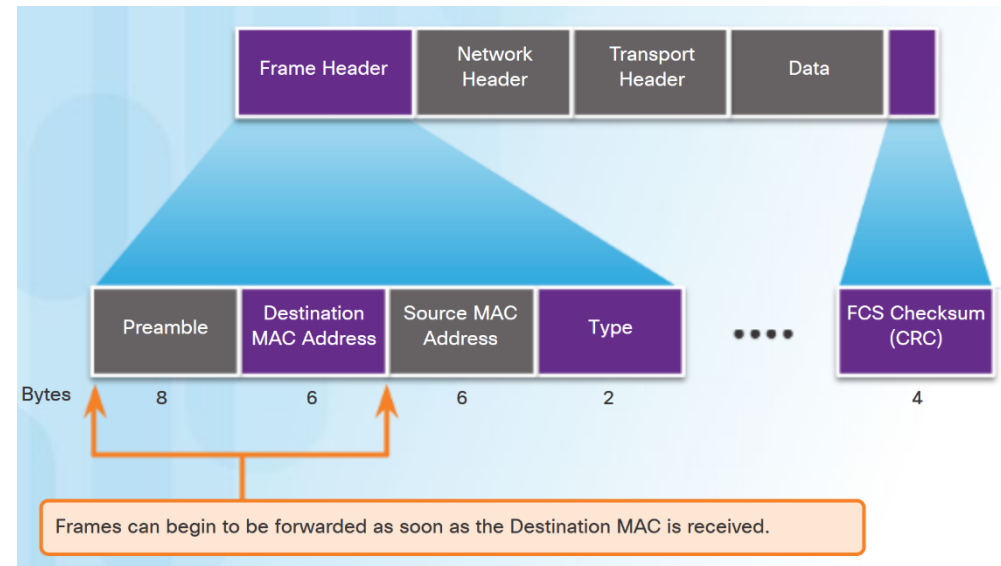 Frame Header
Network
Header
Transport
Header
Data
Preamble
Destination
MAC Address
Source MAC
Address
Type
FCS Checksum
(CRC)
Bytes
8
6
6
2
4
Frames can begin to be forwarded as soon as the Destination MAC is received.